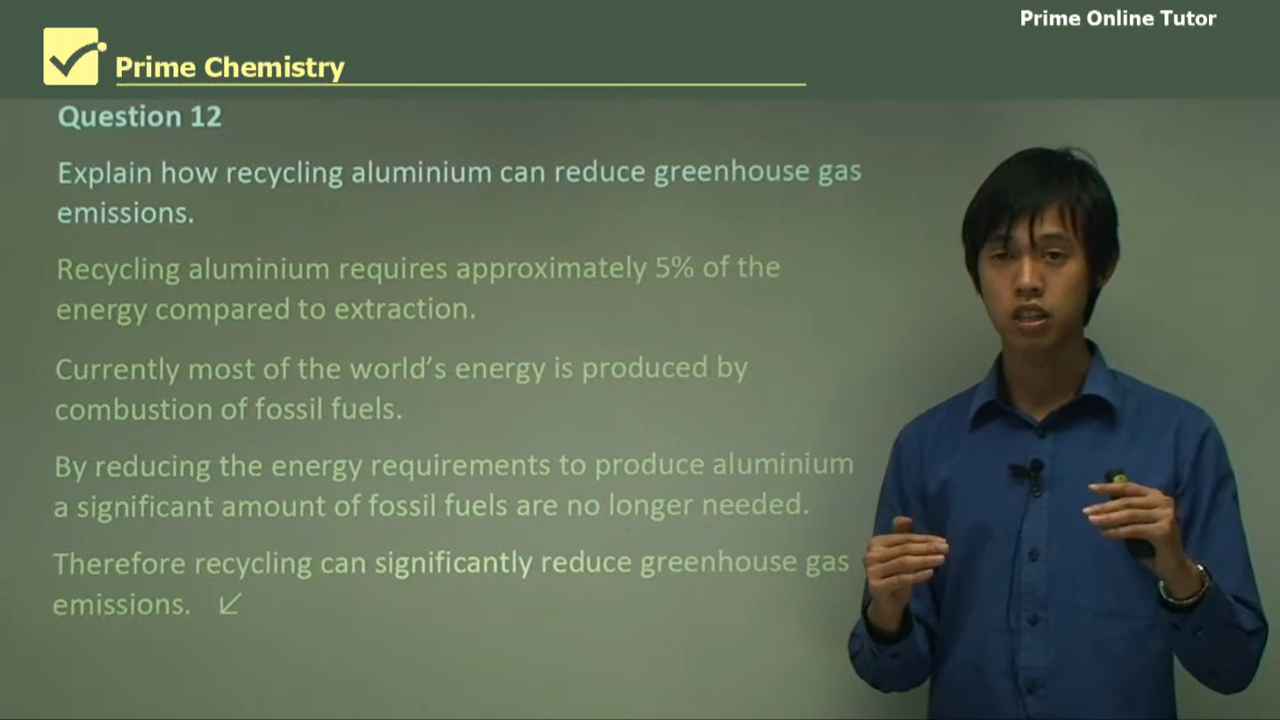 Prime Online Tutor
Prime Chemistry
Question 12
Explain how recycling aluminium can reduce greenhouse gas
emissions.
Recycling aluminium requires approximately 5% of the
energy compared to extraction.
Currently most of the world’s energy is produced by
combustion of fossil fuels.
By reducing the energy requirements to produce aluminium
a significant amount of fossil fuels are no longer needed.
Therefore recycling can significantly reduce greenhouse gas
emissions.